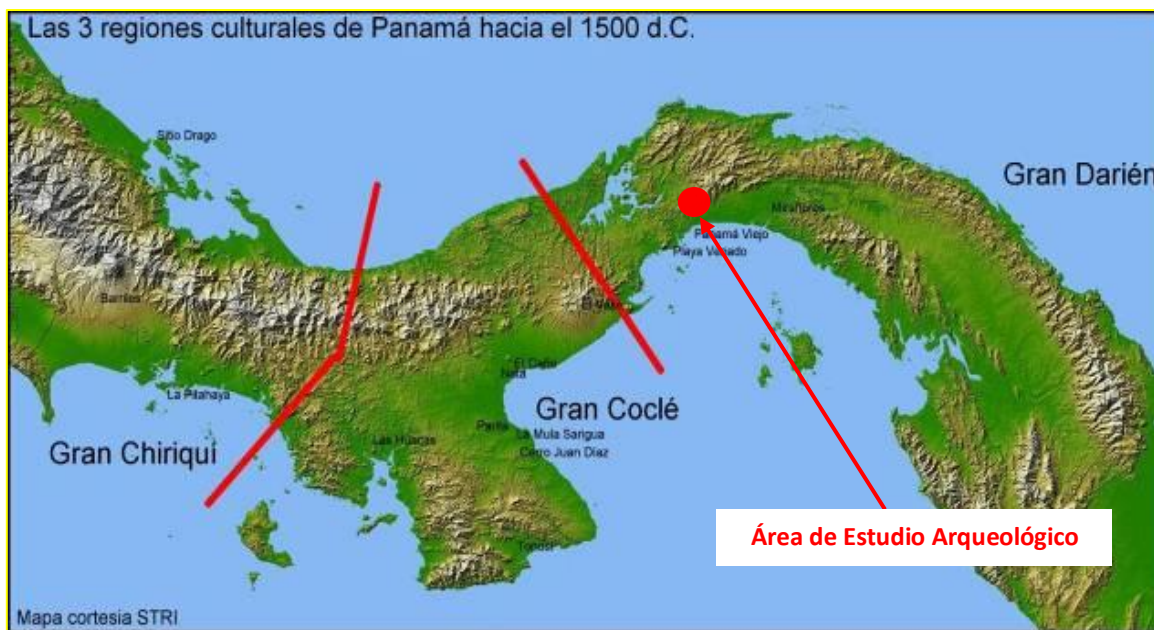 Las 3 regiones culturales de Panamá hacia el 1500 d.C.
Sitio Drago
Gran Darién
Miraflores
Panamá Viejo
Playa Venado
Barriles
El Valle
El Caño
Natá
La Pitahaya
Gran Coclé
Parita
La Mula Sarigua
Las Huacas
Cerro Juan Díaz
Gran Chiriquí
Área de Estudio Arqueológico
Tonosí
Mapa cortesia STRI